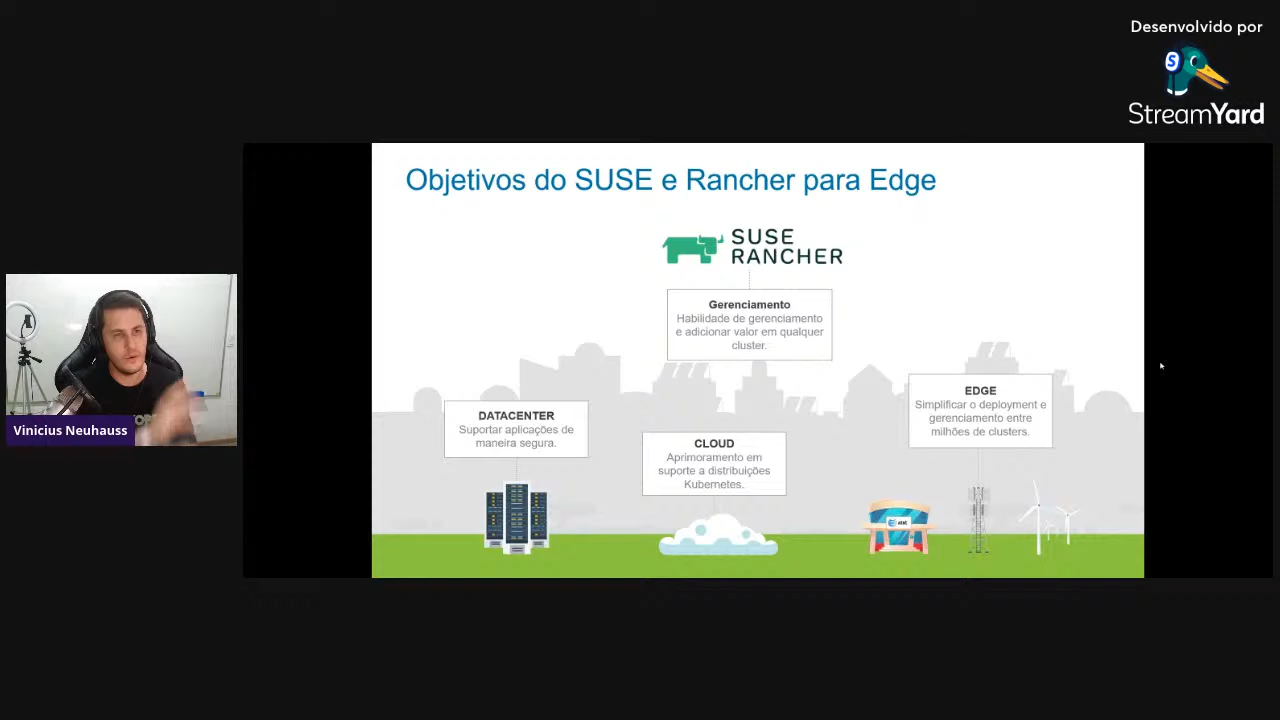 Desenvolvido por
S
StreamYard
Objetivos do SUSE e Rancher para Edge
SUSE
RANCHER
Gerenciamento
Habilidade de gerenciamento
e adicionar valor em qualquer
cluster.
EDGE
Simplificar o deployment e
gerenciamento entre
milhões de clusters.
DATACENTER
Suportar aplicações de
maneira segura.
CLOUD
Aprimoramento em
suporte a distribuições
Kubernetes.
at&t
Vinicius Neuhauss